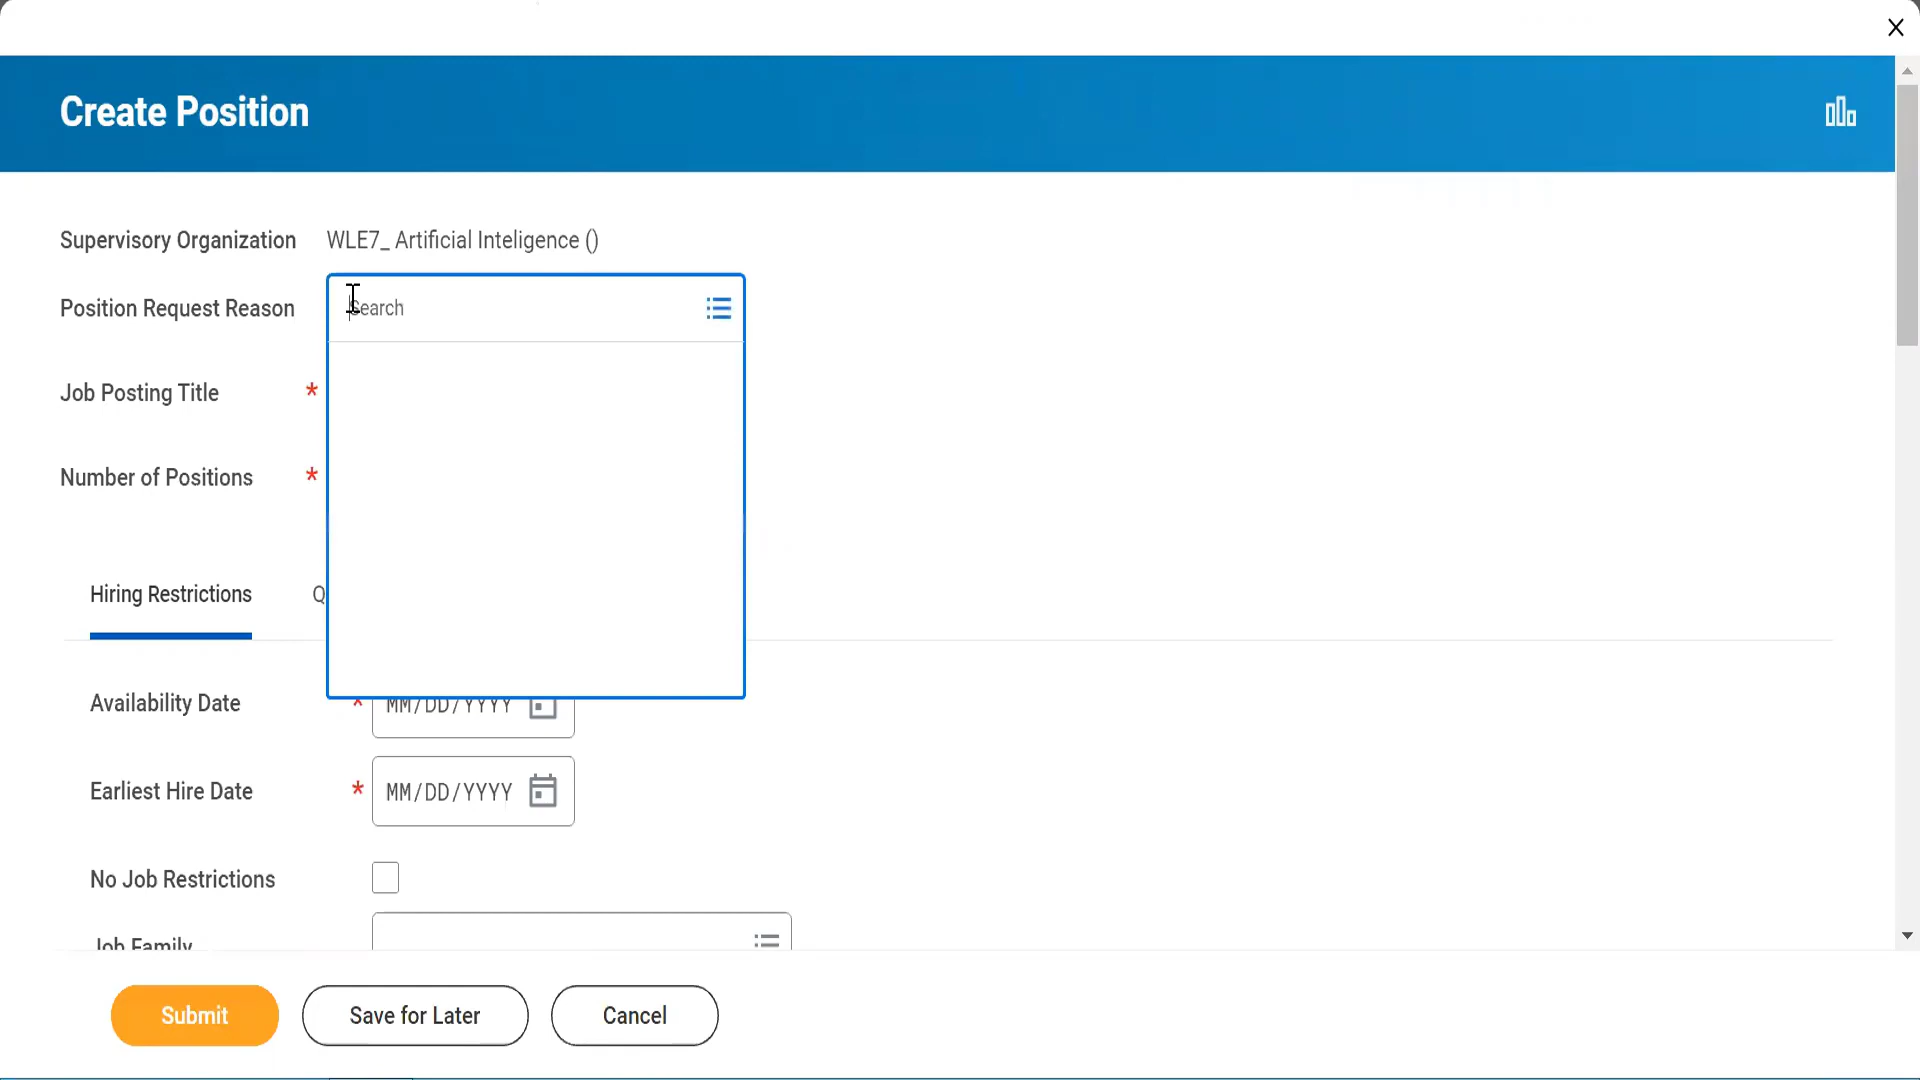 Create Position
Supervisory Organization WLE7_ Artificial Inteligence ()
Position Request Reason Search
Job Posting Title *
Number of Positions *
Hiring Restrictions Q
Availability Date * MM/DD/YYYY
Earliest Hire Date * MM/DD/YYYY
No Job Restrictions
Job Family
Submit Save for Later Cancel